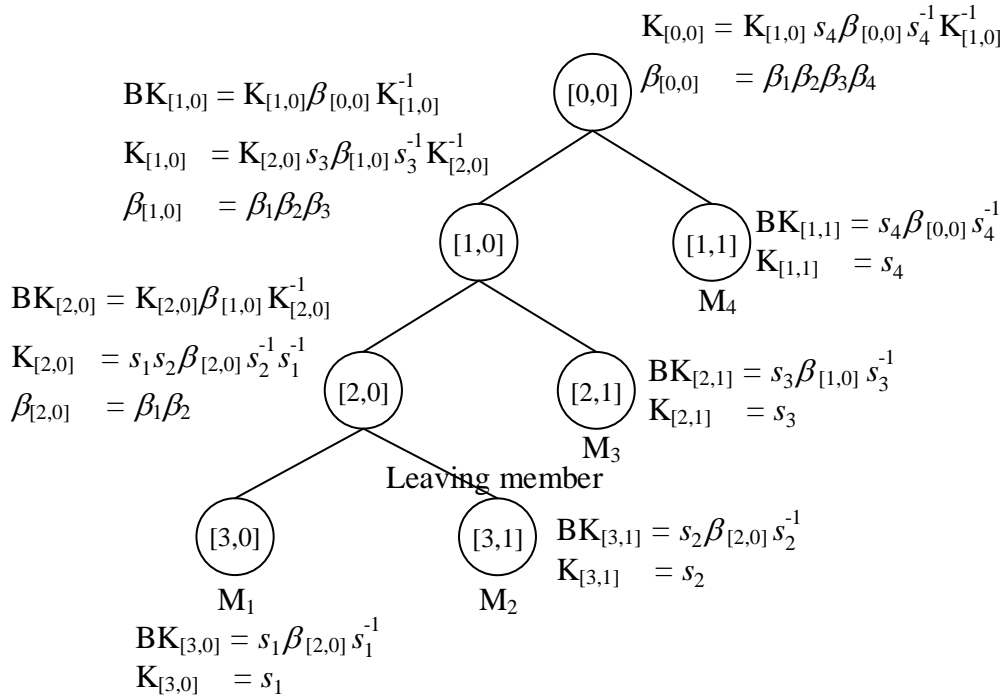 K[0,0] = K[1,0] s4β[0,0] s4⁻¹ K[1,0]⁻¹
[0,0]
β[0,0] = β1β2β3β4
BK[1,0] = K[1,0]β[0,0] K[1,0]⁻¹
K[1,0] = K[2,0] s3β[1,0] s3⁻¹ K[2,0]⁻¹
β[1,0] = β1β2β3
[1,0]
[1,1]
BK[1,1] = s4β[0,0] s4⁻¹
K[1,1] = s4
M4
BK[2,0] = K[2,0]β[1,0] K[2,0]⁻¹
K[2,0] = s1s2β[2,0] s2⁻¹ s1⁻¹
β[2,0] = β1β2
[2,0]
[2,1]
BK[2,1] = s3β[1,0] s3⁻¹
K[2,1] = s3
M3
Leaving member
[3,0]
[3,1]
BK[3,1] = s2β[2,0] s2⁻¹
K[3,1] = s2
M1
M2
BK[3,0] = s1β[2,0] s1⁻¹
K[3,0] = s1